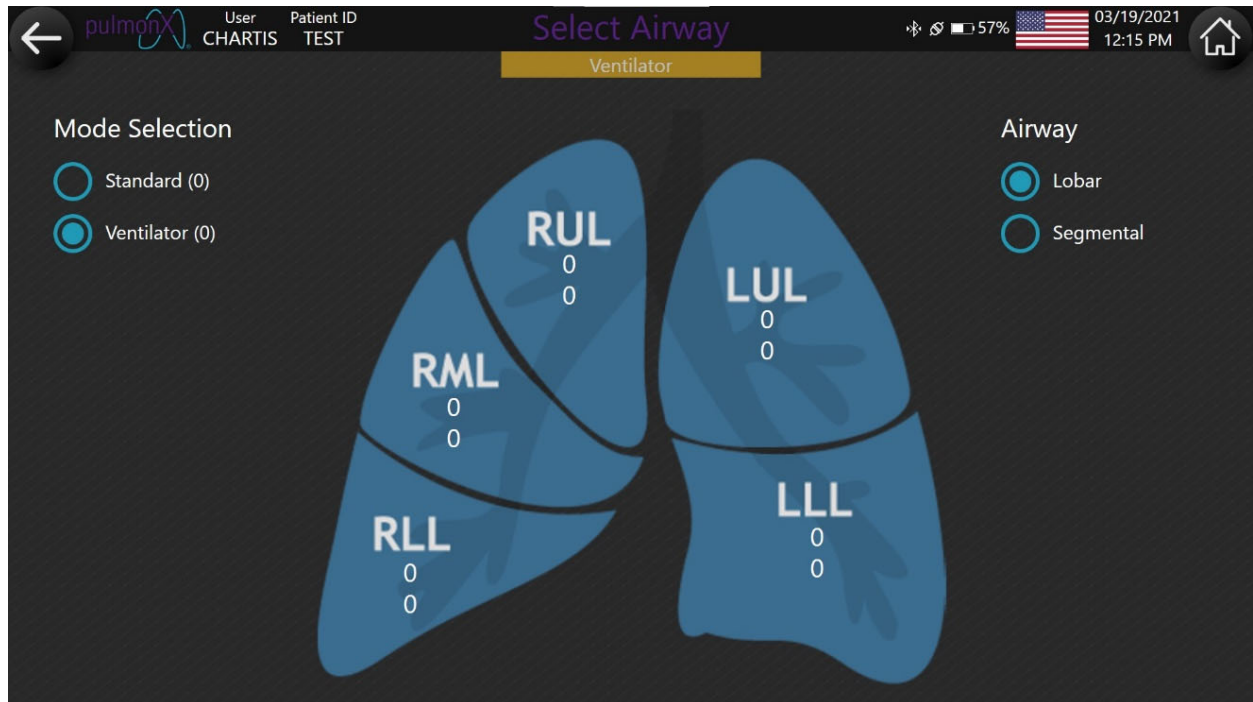 pulmonX
User
CHARTIS
Patient ID
TEST
Select Airway
57%
03/19/2021
12:15 PM
Ventilator
Mode Selection
Standard (0)
Ventilator (0)
Airway
Lobar
Segmental
RUL
0
0
LUL
0
0
RML
0
0
LLL
0
0
RLL
0
0